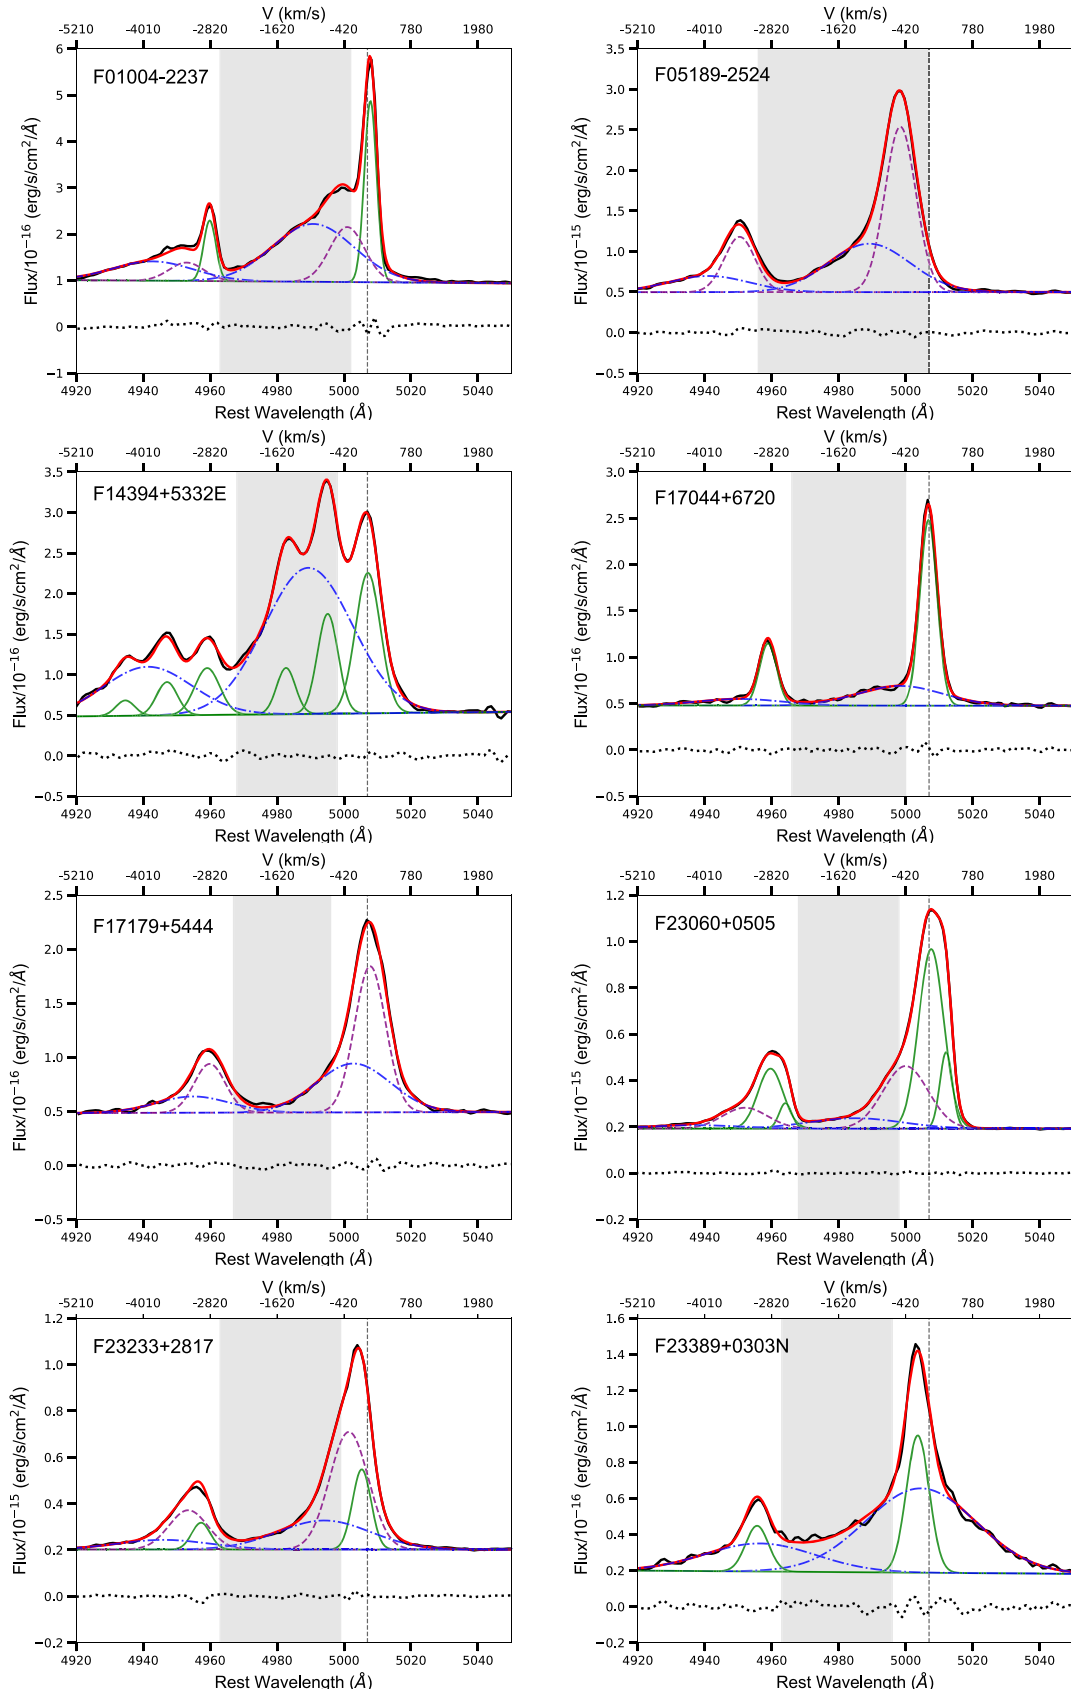 V (km/s)
-5210 -4010 -2820 -1620 -420 780 1980
F01004-2237
Flux/10⁻¹⁶ (erg/s/cm²/Å)
6
5
4
3
2
1
0
−1
4920 4940 4960 4980 5000 5020 5040
Rest Wavelength (Å)
V (km/s)
-5210 -4010 -2820 -1620 -420 780 1980
F05189-2524
Flux/10⁻¹⁵ (erg/s/cm²/Å)
3.5
3.0
2.5
2.0
1.5
1.0
0.5
0.0
−0.5
4920 4940 4960 4980 5000 5020 5040
Rest Wavelength (Å)
V (km/s)
-5210 -4010 -2820 -1620 -420 780 1980
F14394+5332E
Flux/10⁻¹⁶ (erg/s/cm²/Å)
3.5
3.0
2.5
2.0
1.5
1.0
0.5
0.0
−0.5
4920 4940 4960 4980 5000 5020 5040
Rest Wavelength (Å)
V (km/s)
-5210 -4010 -2820 -1620 -420 780 1980
F17044+6720
Flux/10⁻¹⁶ (erg/s/cm²/Å)
3.0
2.5
2.0
1.5
1.0
0.5
0.0
−0.5
4920 4940 4960 4980 5000 5020 5040
Rest Wavelength (Å)
V (km/s)
-5210 -4010 -2820 -1620 -420 780 1980
F17179+5444
Flux/10⁻¹⁶ (erg/s/cm²/Å)
2.5
2.0
1.5
1.0
0.5
0.0
−0.5
4920 4940 4960 4980 5000 5020 5040
Rest Wavelength (Å)
V (km/s)
-5210 -4010 -2820 -1620 -420 780 1980
F23060+0505
Flux/10⁻¹⁵ (erg/s/cm²/Å)
1.2
1.0
0.8
0.6
0.4
0.2
0.0
−0.2
4920 4940 4960 4980 5000 5020 5040
Rest Wavelength (Å)
V (km/s)
-5210 -4010 -2820 -1620 -420 780 1980
F23233+2817
Flux/10⁻¹⁵ (erg/s/cm²/Å)
1.2
1.0
0.8
0.6
0.4
0.2
0.0
−0.2
4920 4940 4960 4980 5000 5020 5040
Rest Wavelength (Å)
V (km/s)
-5210 -4010 -2820 -1620 -420 780 1980
F23389+0303N
Flux/10⁻¹⁶ (erg/s/cm²/Å)
1.6
1.4
1.2
1.0
0.8
0.6
0.4
0.2
0.0
−0.2
4920 4940 4960 4980 5000 5020 5040
Rest Wavelength (Å)